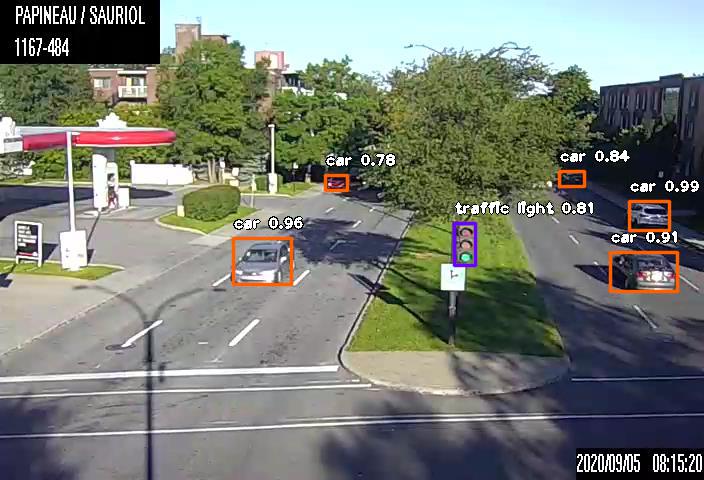 PAPINEAU / SAURIOL
1167-484
car 0.78
car 0.84
car 0.99
traffic light 0.81
car 0.96
car 0.91
2020/09/05 08:15:20